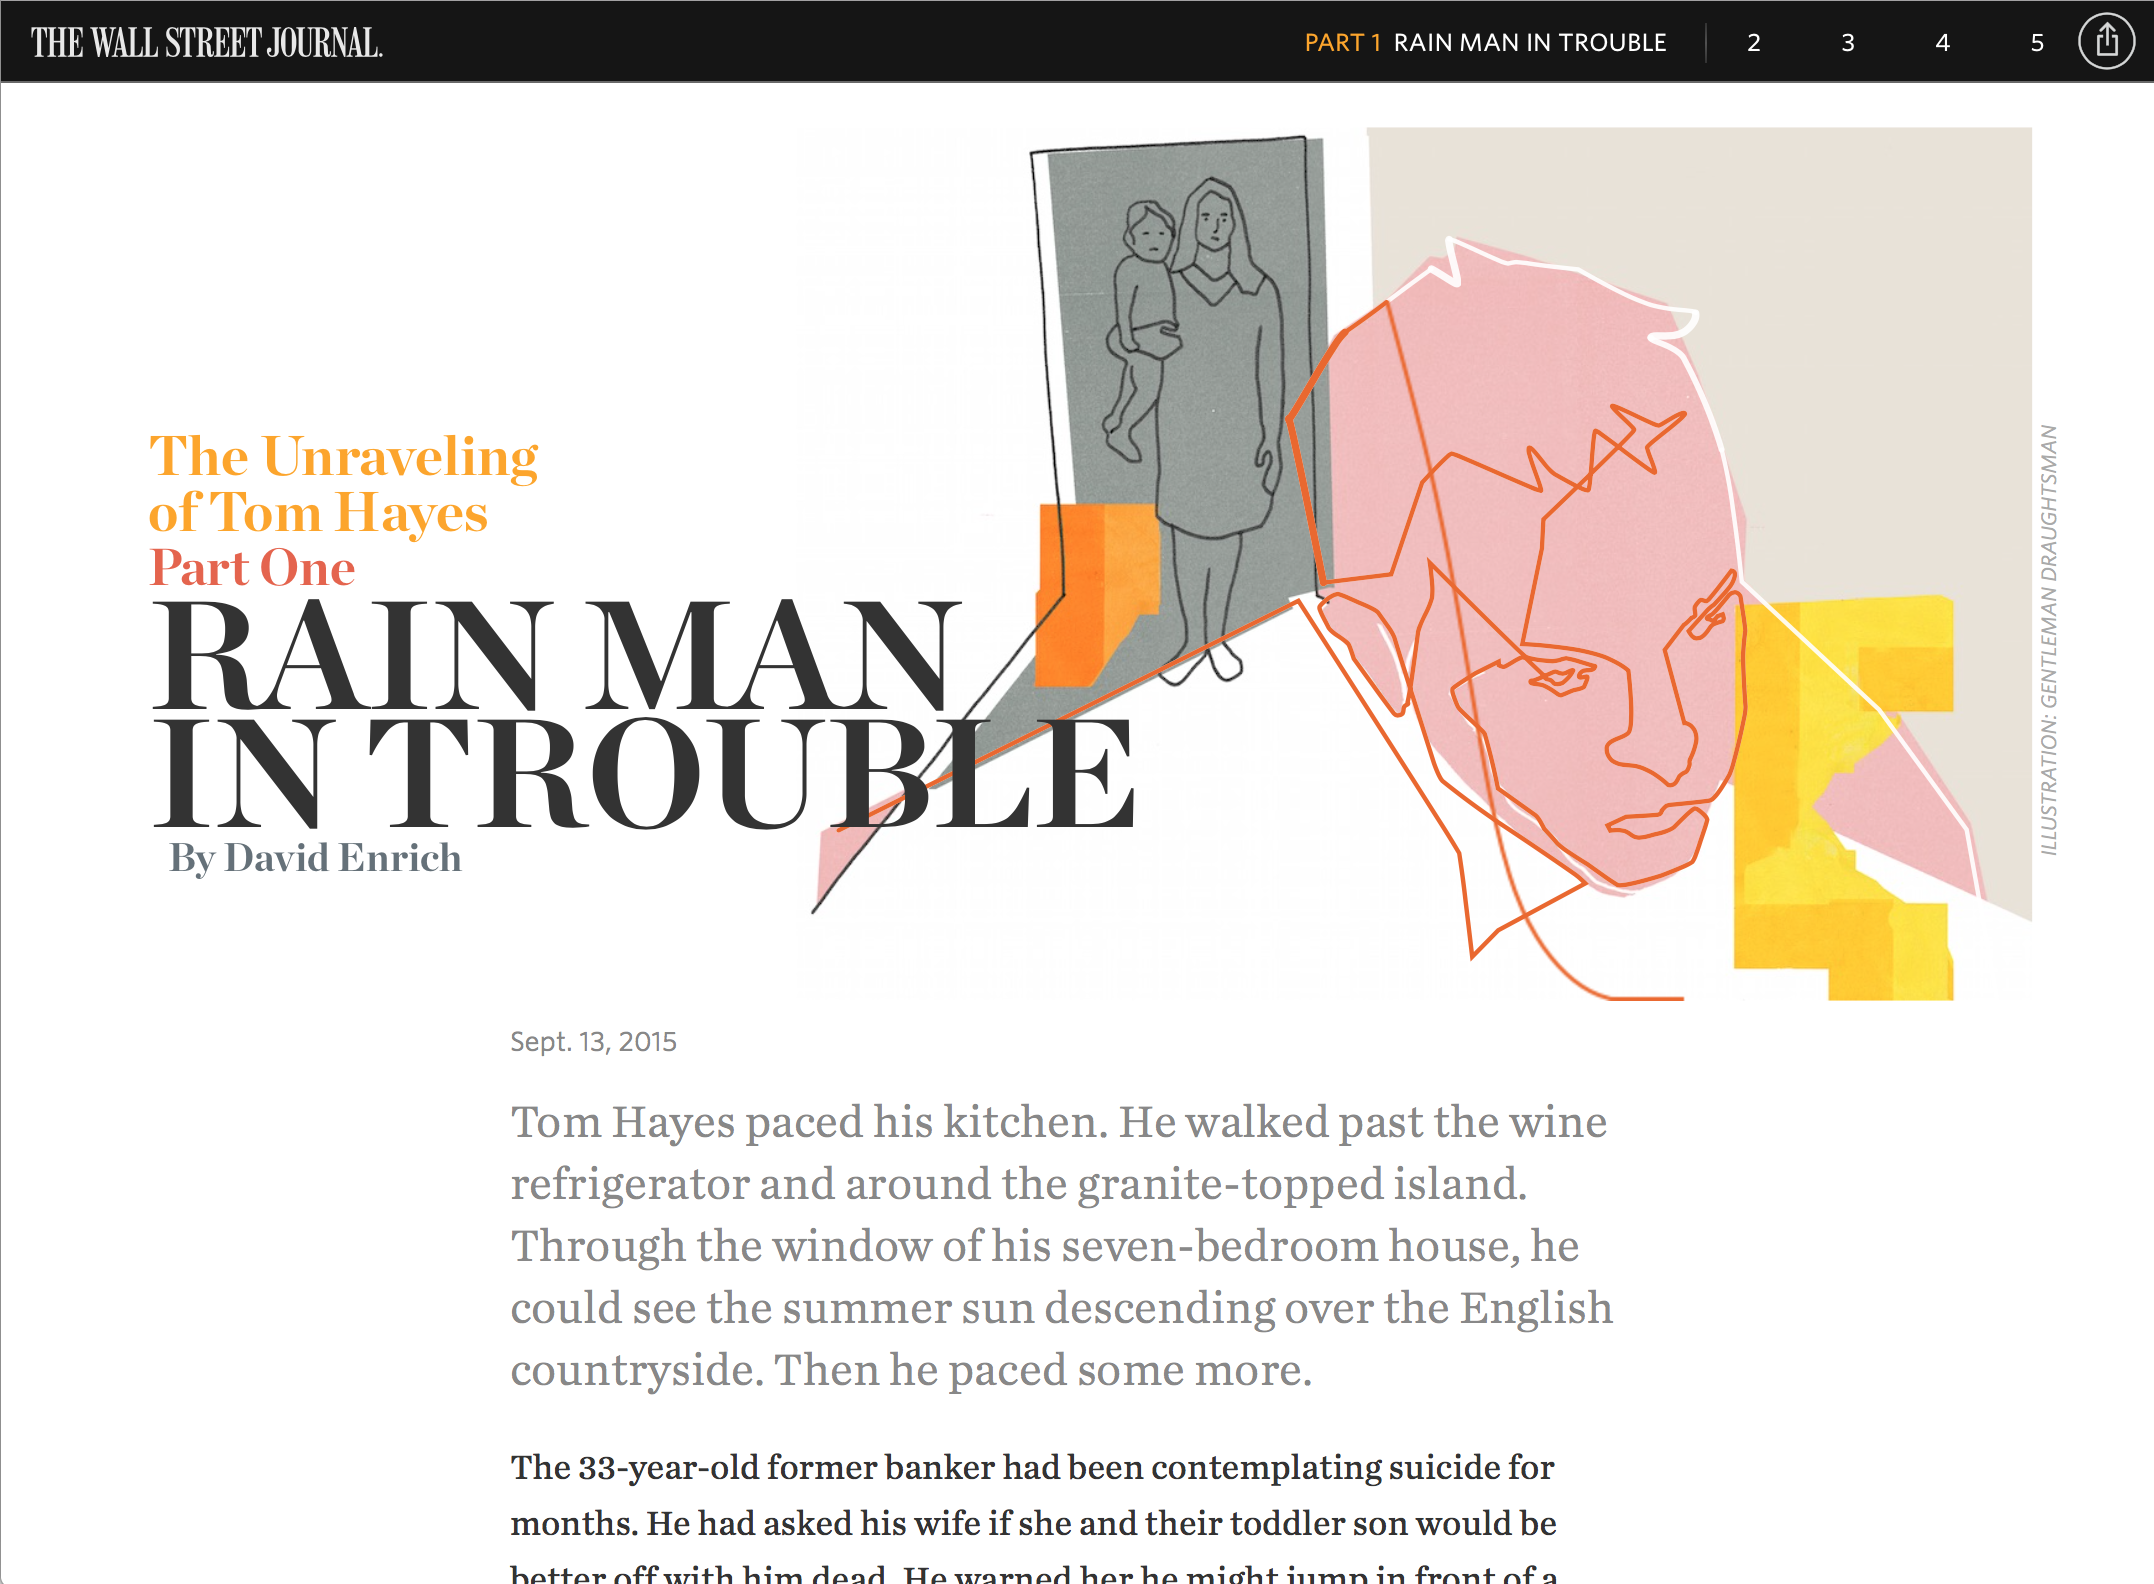 THE WALL STREET JOURNAL.
PART 1 RAIN MAN IN TROUBLE 2 3 4 5
The Unraveling
of Tom Hayes
Part One
RAIN MAN
IN TROUBLE
By David Enrich
ILLUSTRATION: GENTLEMAN DRAUGHTSMAN
Sept. 13, 2015
Tom Hayes paced his kitchen. He walked past the wine
refrigerator and around the granite-topped island.
Through the window of his seven-bedroom house, he
could see the summer sun descending over the English
countryside. Then he paced some more.
The 33-year-old former banker had been contemplating suicide for
months. He had asked his wife if she and their toddler son would be
better off with him dead. He warned her he might jump in front of a